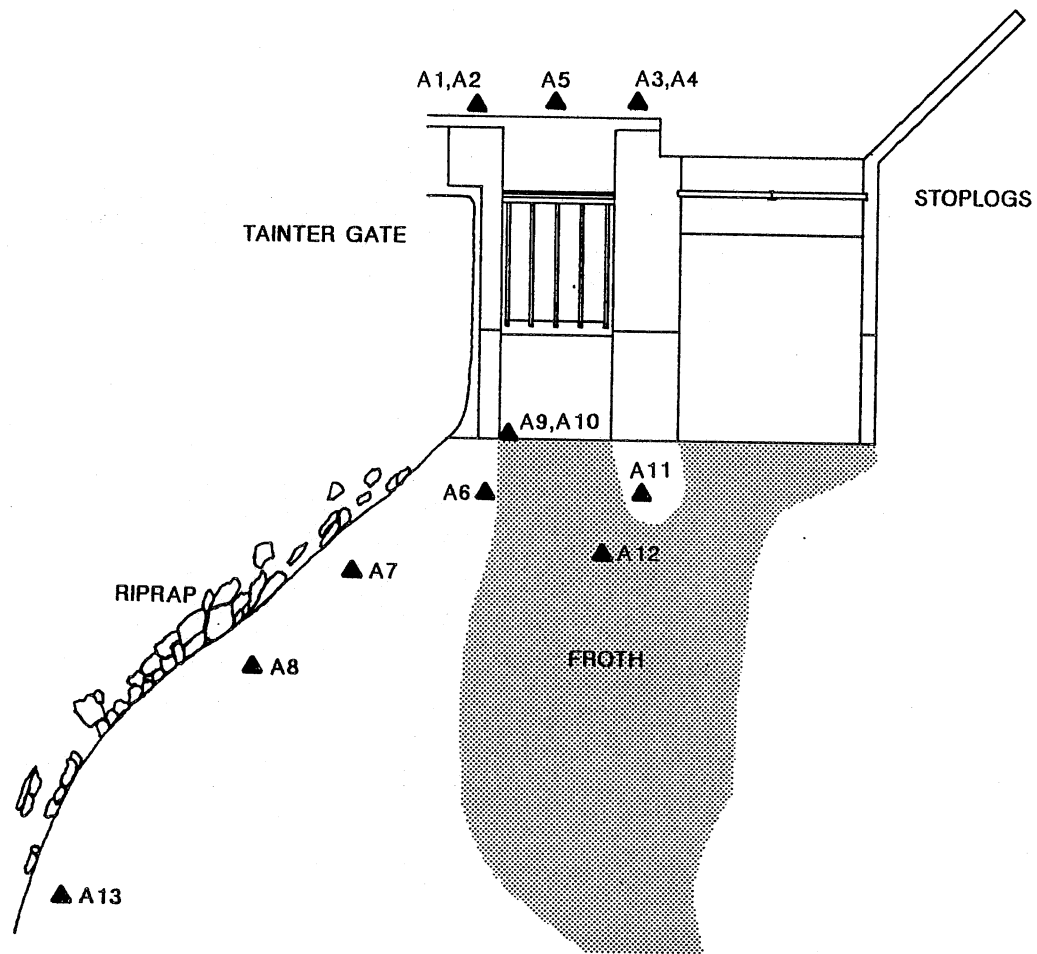 A1,A2
A5
A3,A4
STOPLOGS
TAINTER GATE
A9,A10
A11
A6
A12
A7
RIPRAP
FROTH
A8
A13